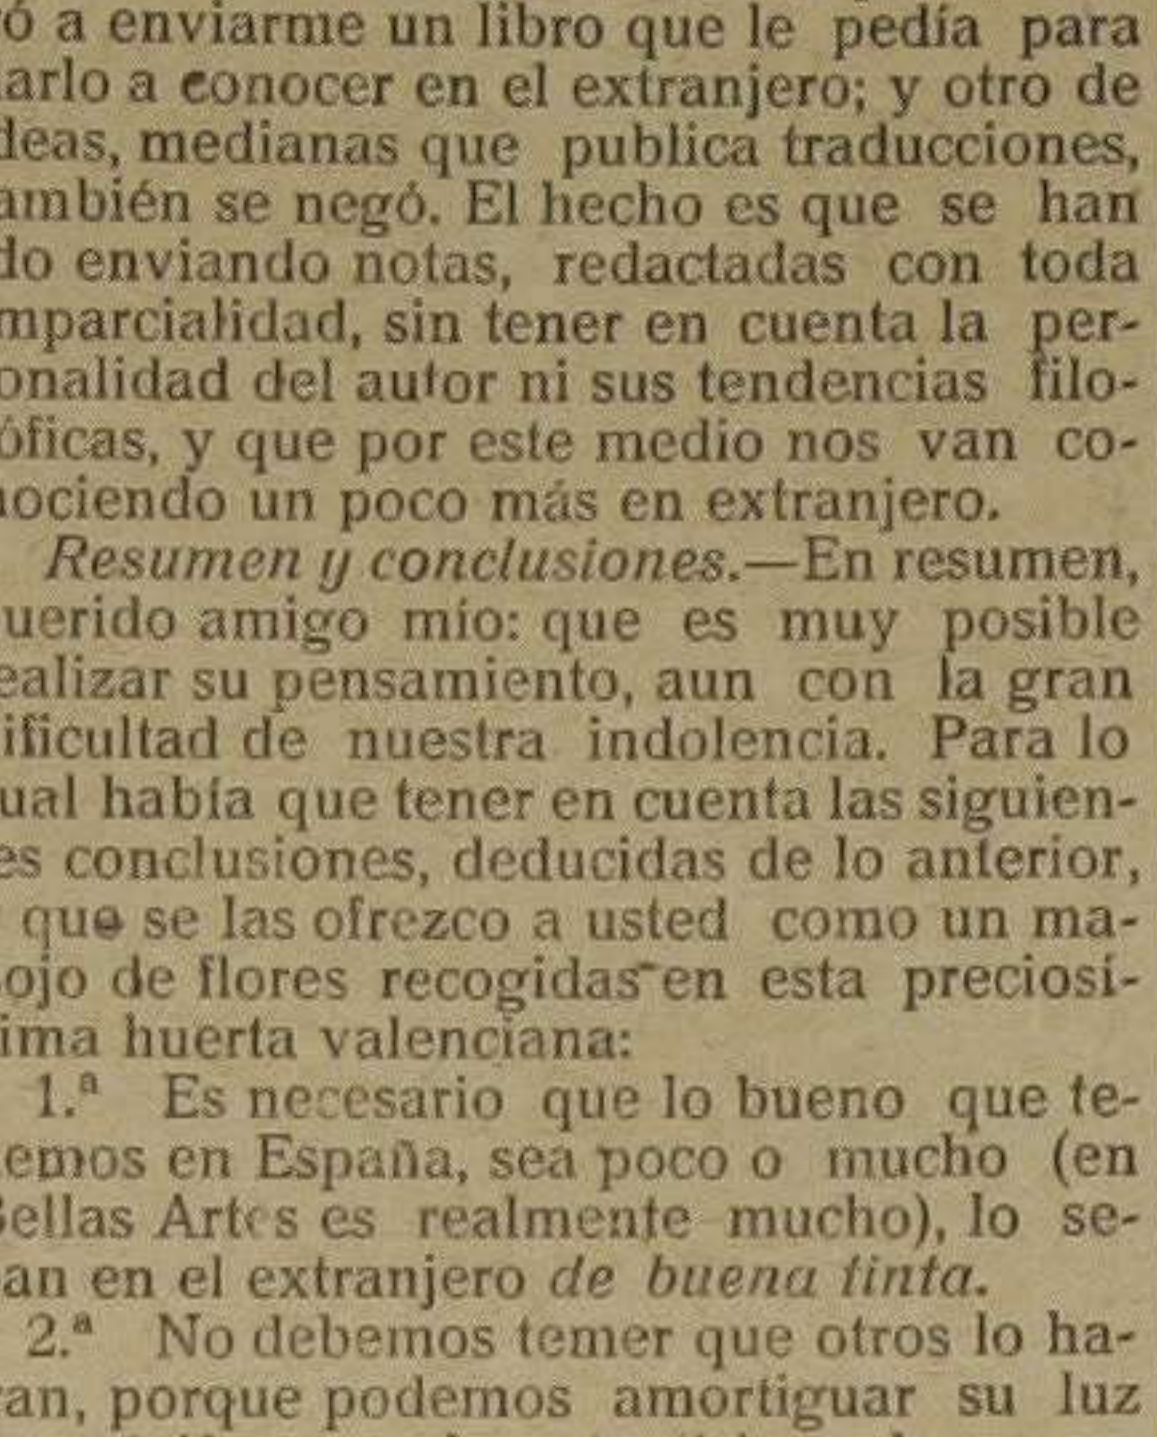 ó a enviarme un libro que le pedía para
arlo a conocer en el extranjero; y otro de
deas, medianas que publica traducciones,
ambién se negó. El hecho es que se han
do enviando notas, redactadas con toda
mparcialidad, sin tener en cuenta la per-
onalidad del autor ni sus tendencias filo-
óficas, y que por este medio nos van co-
nociendo un poco más en extranjero.
Resumen y conclusiones.—En resumen,
uerido amigo mío: que es muy posible
ealizar su pensamiento, aun con la gran
ificultad de nuestra indolencia. Para lo
ual había que tener en cuenta las siguien-
es conclusiones, deducidas de lo anterior,
que se las ofrezco a usted como un ma-
ojo de flores recogidas en esta preciosí-
ima huerta valenciana:
1.ª Es necesario que lo bueno que te-
emos en España, sea poco o mucho (en
Bellas Artes es realmente mucho), lo se-
an en el extranjero de buena tinta.
2.ª No debemos temer que otros lo ha-
an, porque podemos amortiguar su luz